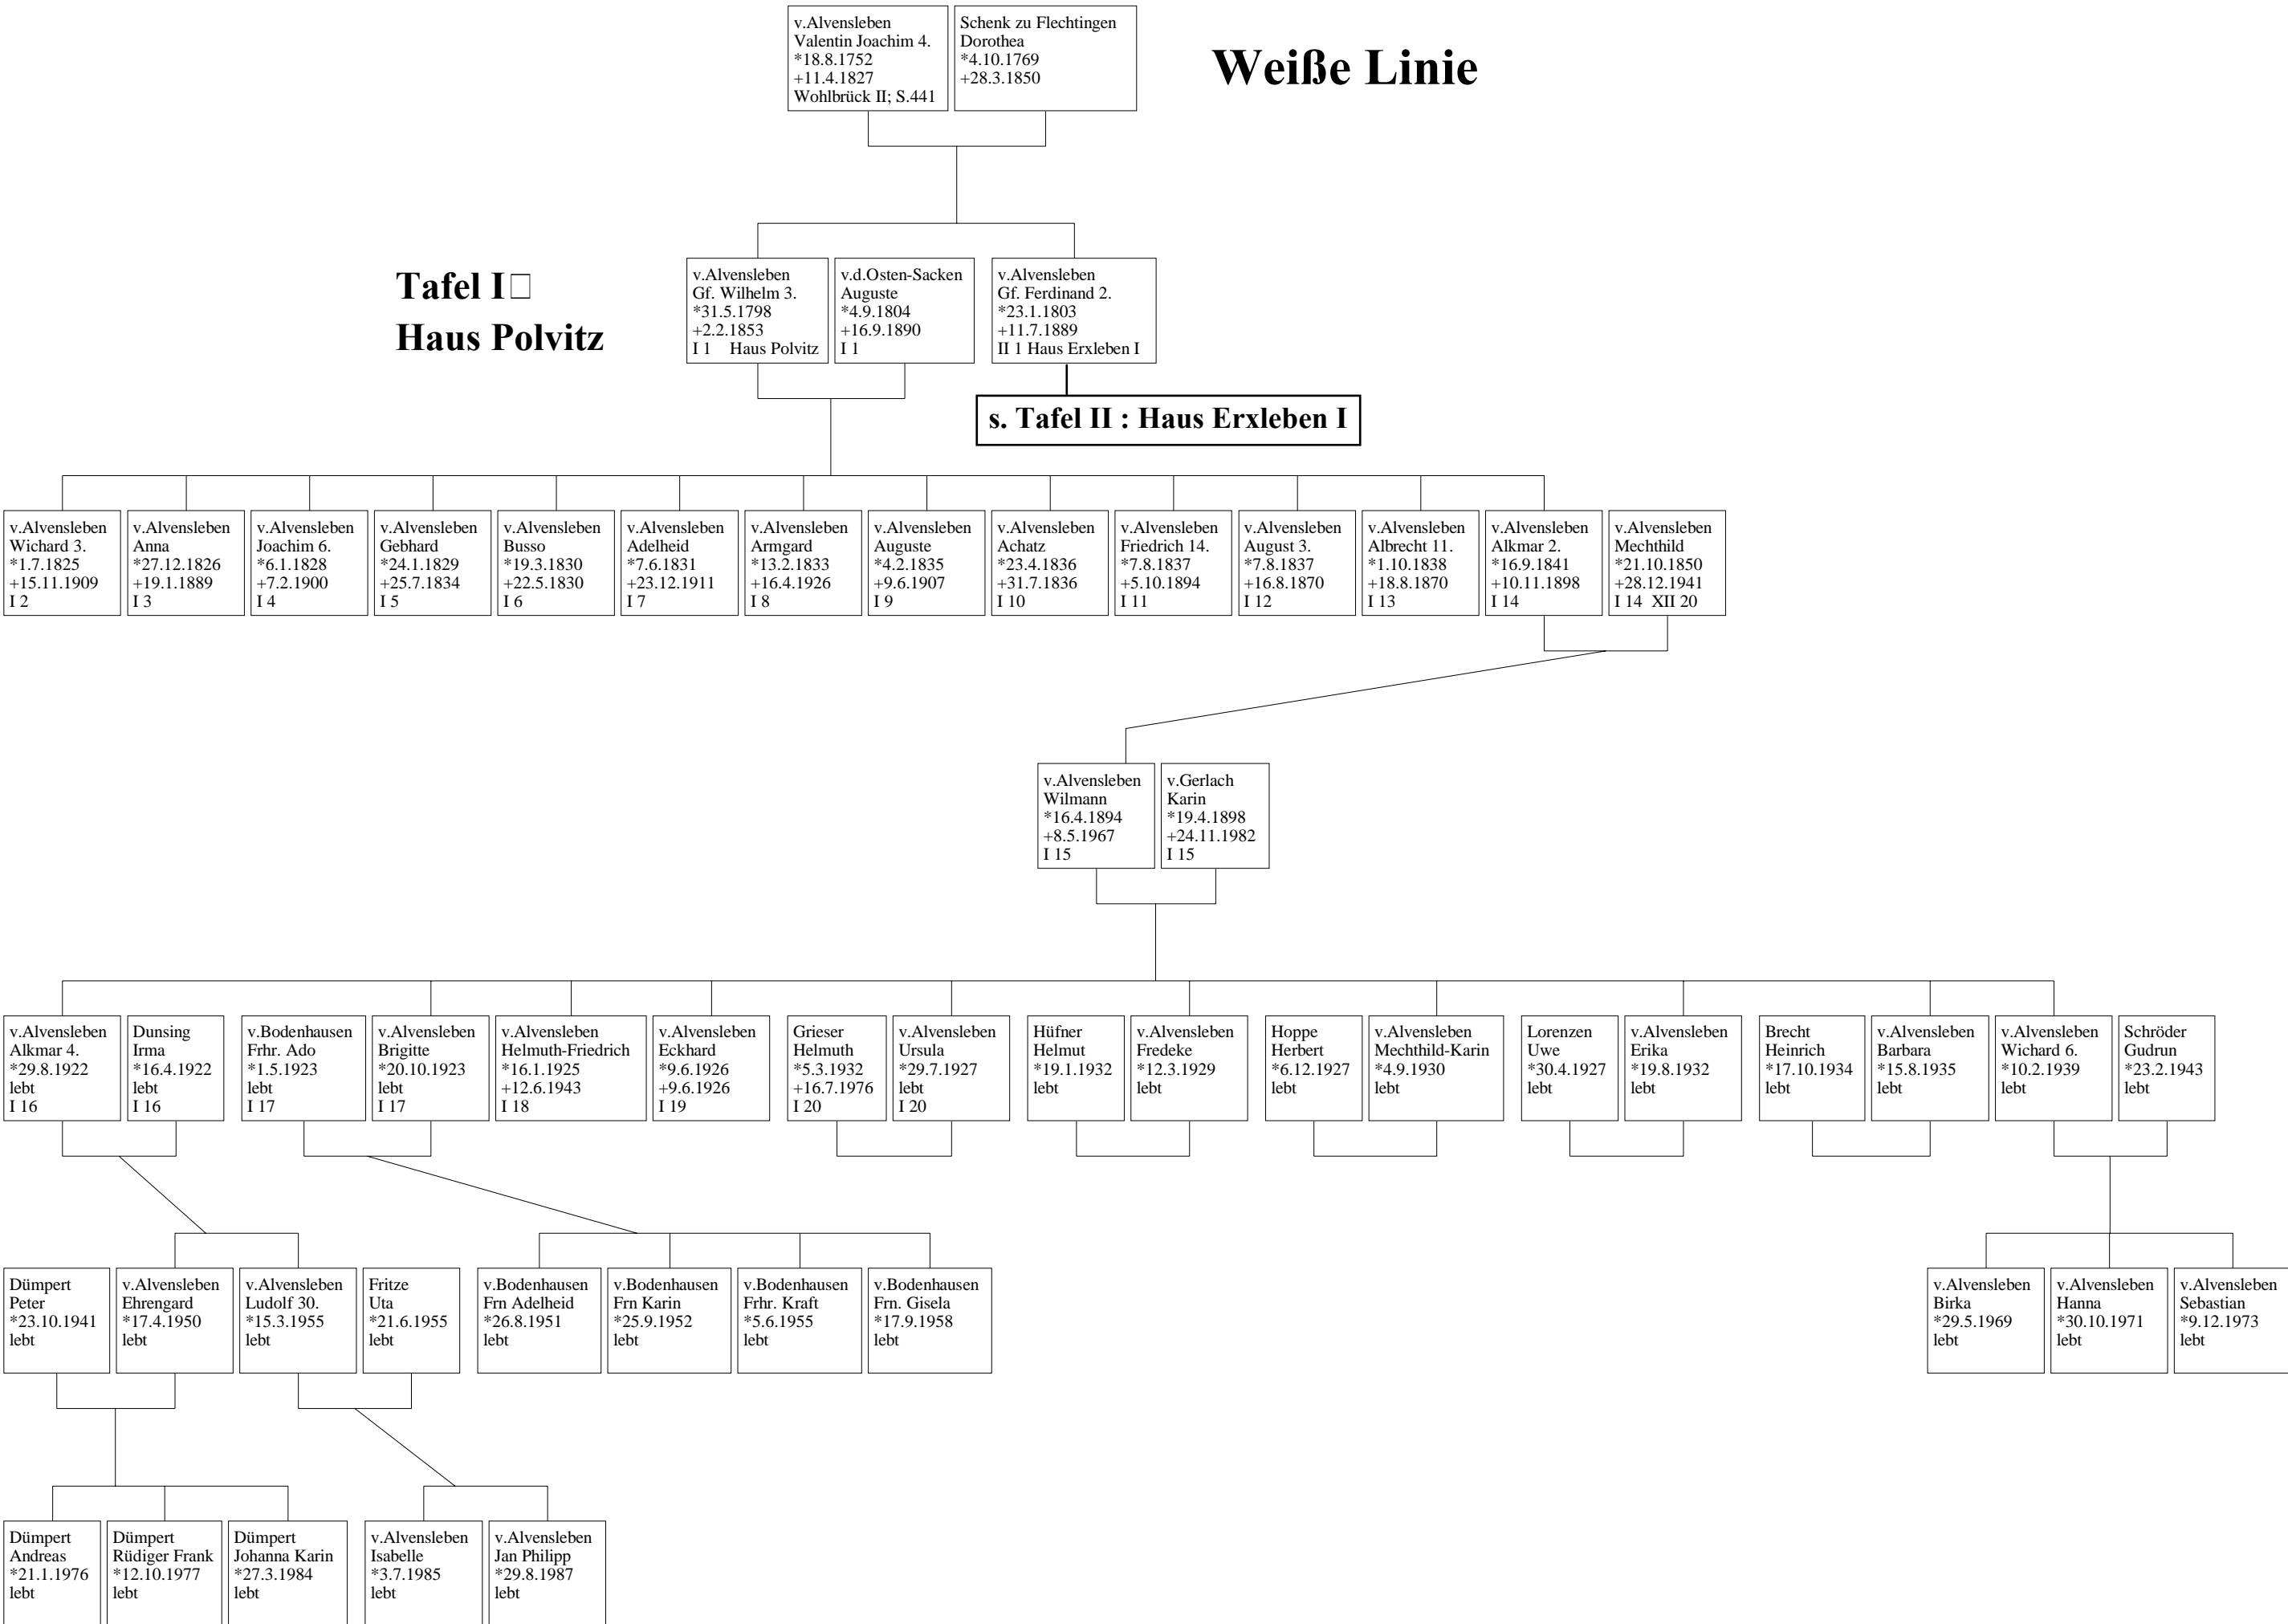 v.Alvensleben
Valentin Joachim 4.
*18.8.1752
+11.4.1827
Wohlbrück II; S.441
Schenk zu Flechtingen
Dorothea
*4.10.1769
+28.3.1850
Weiße Linie
Tafel I□
Haus Polvitz
v.Alvensleben
Gf. Wilhelm 3.
*31.5.1798
+2.2.1853
I 1 Haus Polvitz
v.d.Osten-Sacken
Auguste
*4.9.1804
+16.9.1890
I 1
v.Alvensleben
Gf. Ferdinand 2.
*23.1.1803
+11.7.1889
II 1 Haus Erxleben I
s. Tafel II : Haus Erxleben I
v.Alvensleben
Wichard 3.
*1.7.1825
+15.11.1909
I 2
v.Alvensleben
Anna
*27.12.1826
+19.1.1889
I 3
v.Alvensleben
Joachim 6.
*6.1.1828
+7.2.1900
I 4
v.Alvensleben
Gebhard
*24.1.1829
+25.7.1834
I 5
v.Alvensleben
Busso
*19.3.1830
+22.5.1830
I 6
v.Alvensleben
Adelheid
*7.6.1831
+23.12.1911
I 7
v.Alvensleben
Armgard
*13.2.1833
+16.4.1926
I 8
v.Alvensleben
Auguste
*4.2.1835
+9.6.1907
I 9
v.Alvensleben
Achatz
*23.4.1836
+31.7.1836
I 10
v.Alvensleben
Friedrich 14.
*7.8.1837
+5.10.1894
I 11
v.Alvensleben
August 3.
*7.8.1837
+16.8.1870
I 12
v.Alvensleben
Albrecht 11.
*1.10.1838
+18.8.1870
I 13
v.Alvensleben
Alkmar 2.
*16.9.1841
+10.11.1898
I 14
v.Alvensleben
Mechthild
*21.10.1850
+28.12.1941
I 14 XII 20
v.Alvensleben
Wilmann
*16.4.1894
+8.5.1967
I 15
v.Gerlach
Karin
*19.4.1898
+24.11.1982
I 15
v.Alvensleben
Alkmar 4.
*29.8.1922
lebt
I 16
Dunsing
Irma
*16.4.1922
lebt
I 16
v.Bodenhausen
Frhr. Ado
*1.5.1923
lebt
I 17
v.Alvensleben
Brigitte
*20.10.1923
lebt
I 17
v.Alvensleben
Helmuth-Friedrich
*16.1.1925
+12.6.1943
I 18
v.Alvensleben
Eckhard
*9.6.1926
+9.6.1926
I 19
Grieser
Helmuth
*5.3.1932
+16.7.1976
I 20
v.Alvensleben
Ursula
*29.7.1927
lebt
I 20
Hüfner
Helmut
*19.1.1932
lebt
v.Alvensleben
Fredeke
*12.3.1929
lebt
Hoppe
Herbert
*6.12.1927
lebt
v.Alvensleben
Mechthild-Karin
*4.9.1930
lebt
Lorenzen
Uwe
*30.4.1927
lebt
v.Alvensleben
Erika
*19.8.1932
lebt
Brecht
Heinrich
*17.10.1934
lebt
v.Alvensleben
Barbara
*15.8.1935
lebt
v.Alvensleben
Wichard 6.
*10.2.1939
lebt
Schröder
Gudrun
*23.2.1943
lebt
Dümpert
Peter
*23.10.1941
lebt
v.Alvensleben
Ehrengard
*17.4.1950
lebt
v.Alvensleben
Ludolf 30.
*15.3.1955
lebt
Fritze
Uta
*21.6.1955
lebt
v.Bodenhausen
Frn Adelheid
*26.8.1951
lebt
v.Bodenhausen
Frn Karin
*25.9.1952
lebt
v.Bodenhausen
Frhr. Kraft
*5.6.1955
lebt
v.Bodenhausen
Frn. Gisela
*17.9.1958
lebt
v.Alvensleben
Birka
*29.5.1969
lebt
v.Alvensleben
Hanna
*30.10.1971
lebt
v.Alvensleben
Sebastian
*9.12.1973
lebt
Dümpert
Andreas
*21.1.1976
lebt
Dümpert
Rüdiger Frank
*12.10.1977
lebt
Dümpert
Johanna Karin
*27.3.1984
lebt
v.Alvensleben
Isabelle
*3.7.1985
lebt
v.Alvensleben
Jan Philipp
*29.8.1987
lebt